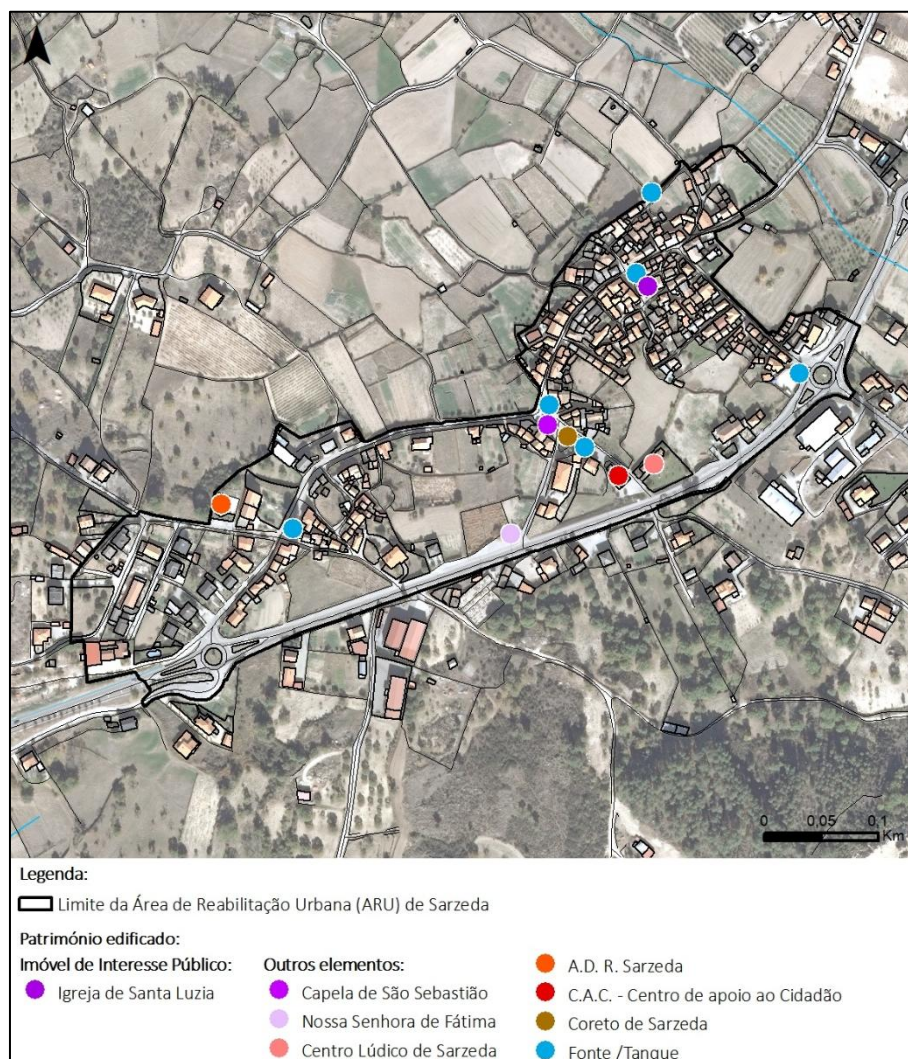 0 0,05 0,1
Km
Legenda:
Limite da Área de Reabilitação Urbana (ARU) de Sarzeda
Património edificado:
Imóvel de Interesse Público:
Igreja de Santa Luzia
Outros elementos:
Capela de São Sebastião
Nossa Senhora de Fátima
Centro Lúdico de Sarzeda
A.D. R. Sarzeda
C.A.C. - Centro de apoio ao Cidadão
Coreto de Sarzeda
Fonte /Tanque